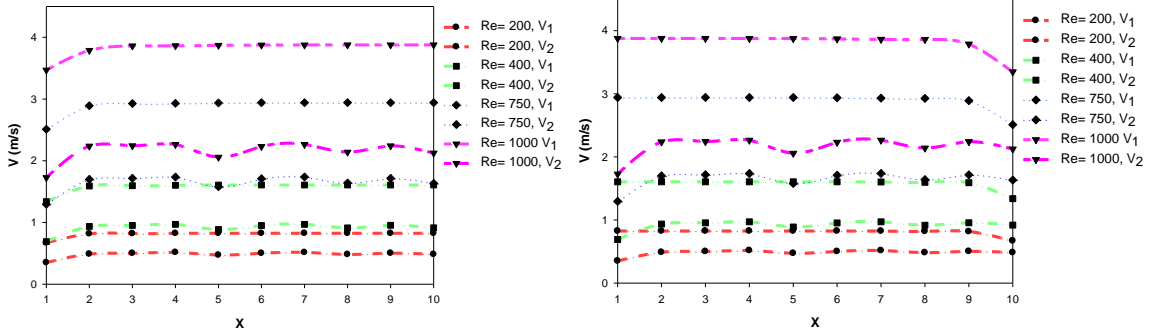 4
3
2
1
0
V (m/s)
1 2 3 4 5 6 7 8 9 10
X
Re= 200, V1
Re= 200, V2
Re= 400, V1
Re= 400, V2
Re= 750, V1
Re= 750, V2
Re= 1000 V1
Re= 1000, V2
4
3
2
1
0
V (m/s)
1 2 3 4 5 6 7 8 9 10
X
Re= 200, V1
Re= 200, V2
Re= 400, V1
Re= 400, V2
Re= 750, V1
Re= 750, V2
Re= 1000 V1
Re= 1000, V2